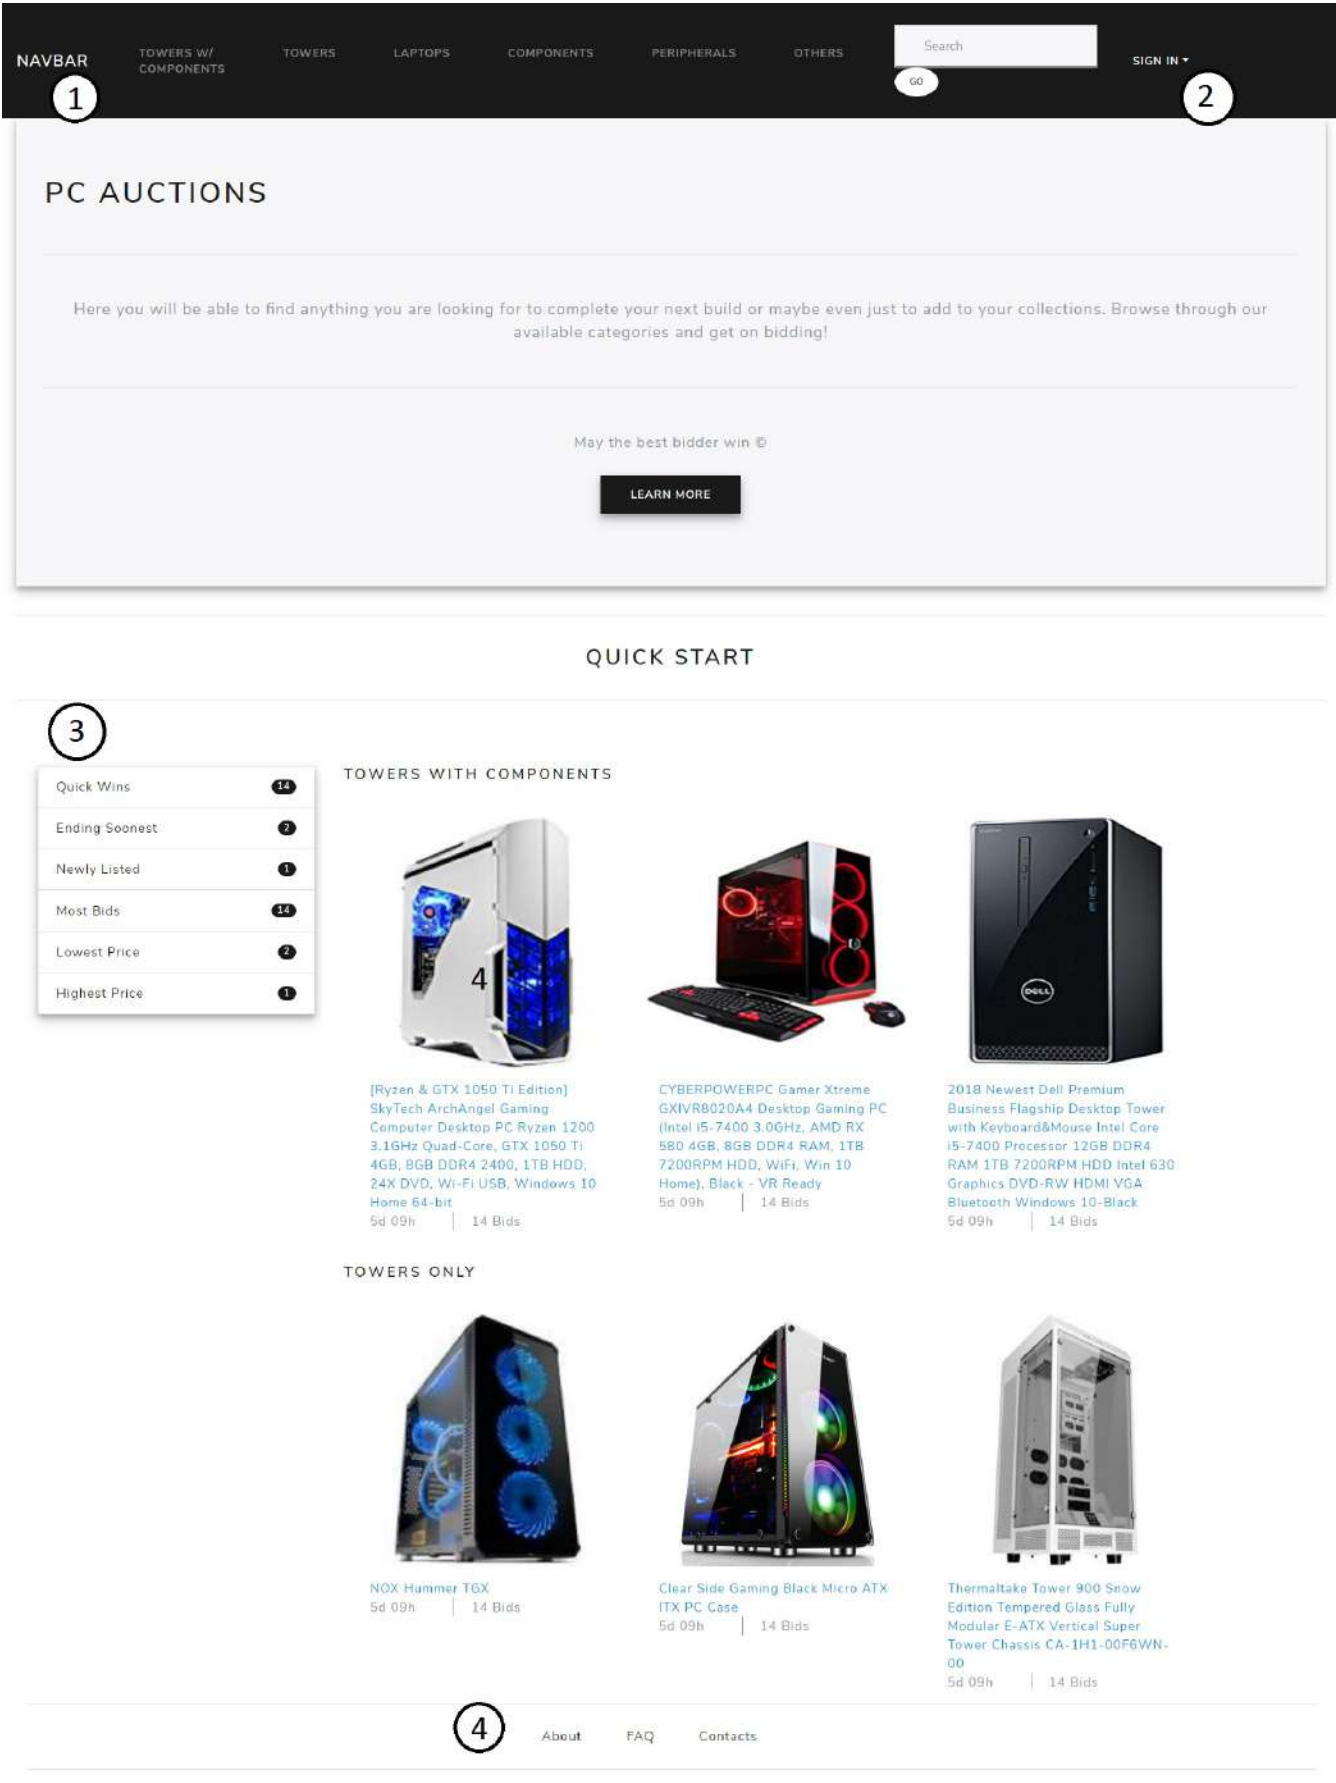 NAVBAR
TOWERS W/
COMPONENTS
TOWERS
LAPTOPS
COMPONENTS
PERIPHERALS
OTHERS
Search
GO
SIGN IN
1
2
PC AUCTIONS
Here you will be able to find anything you are looking for to complete your next build or maybe even just to add to your collections. Browse through our
available categories and get on bidding!
May the best bidder win ©
LEARN MORE
QUICK START
3
Quick Wins 14
Ending Soonest 2
Newly Listed 1
Most Bids 14
Lowest Price 2
Highest Price 1
TOWERS WITH COMPONENTS
4
DELL
[Ryzen & GTX 1050 Ti Edition]
SkyTech ArchAngel Gaming
Computer Desktop PC Ryzen 1200
3.1GHz Quad-Core, GTX 1050 Ti
4GB, 8GB DDR4 2400, 1TB HDD,
24X DVD, Wi-Fi USB, Windows 10
Home 64-bit
5d 09h 14 Bids
CYBERPOWERPC Gamer Xtreme
GXIVR8020A4 Desktop Gaming PC
(Intel i5-7400 3.0GHz, AMD RX
580 4GB, 8GB DDR4 RAM, 1TB
7200RPM HDD, WiFi, Win 10
Home), Black - VR Ready
5d 09h 14 Bids
2018 Newest Dell Premium
Business Flagship Desktop Tower
with Keyboard&Mouse Intel Core
i5-7400 Processor 12GB DDR4
RAM 1TB 7200RPM HDD Intel 630
Graphics DVD-RW HDMI VGA
Bluetooth Windows 10-Black
5d 09h 14 Bids
TOWERS ONLY
NOX Hummer TGX
5d 09h 14 Bids
Clear Side Gaming Black Micro ATX
ITX PC Case
5d 09h 14 Bids
Thermaltake Tower 900 Snow
Edition Tempered Glass Fully
Modular E-ATX Vertical Super
Tower Chassis CA-1H1-00F6WN-
00
5d 09h 14 Bids
4
About
FAQ
Contacts